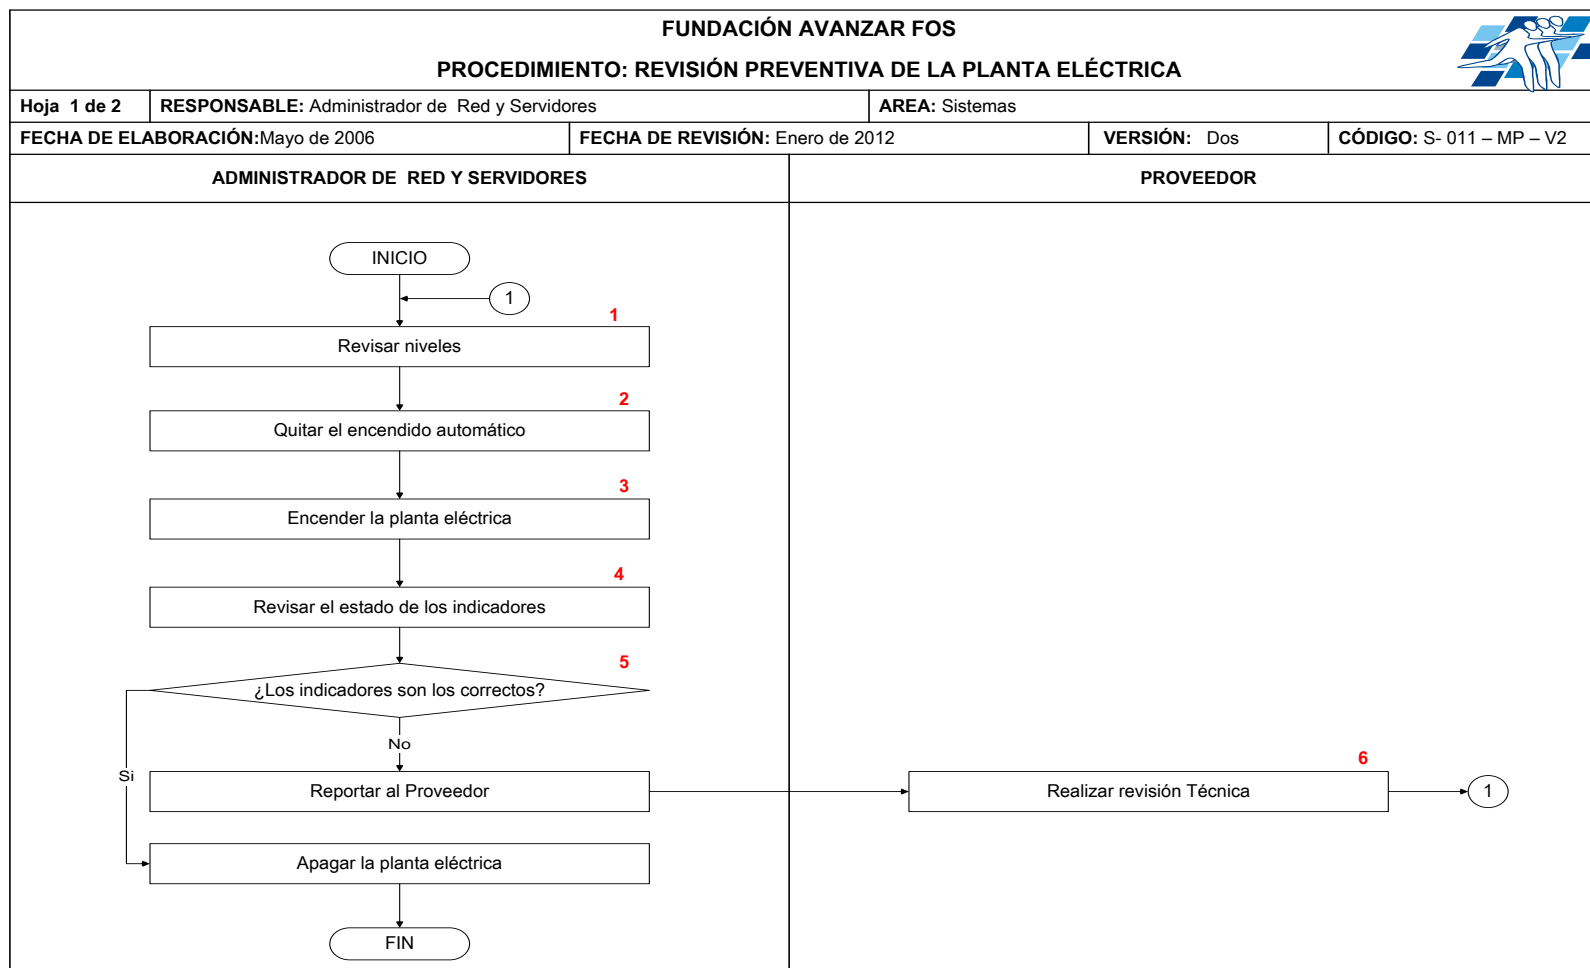 FUNDACIÓN AVANZAR FOS
PROCEDIMIENTO: REVISIÓN PREVENTIVA DE LA PLANTA ELÉCTRICA
Hoja 1 de 2 RESPONSABLE: Administrador de Red y Servidores AREA: Sistemas
FECHA DE ELABORACIÓN:Mayo de 2006 FECHA DE REVISIÓN: Enero de 2012 VERSIÓN: Dos CÓDIGO: S- 011 – MP – V2
ADMINISTRADOR DE RED Y SERVIDORES PROVEEDOR
INICIO
1
1
Revisar niveles
2
Quitar el encendido automático
3
Encender la planta eléctrica
4
Revisar el estado de los indicadores
5
¿Los indicadores son los correctos?
No
6
Si
Reportar al Proveedor Realizar revisión Técnica 1
Apagar la planta eléctrica
FIN